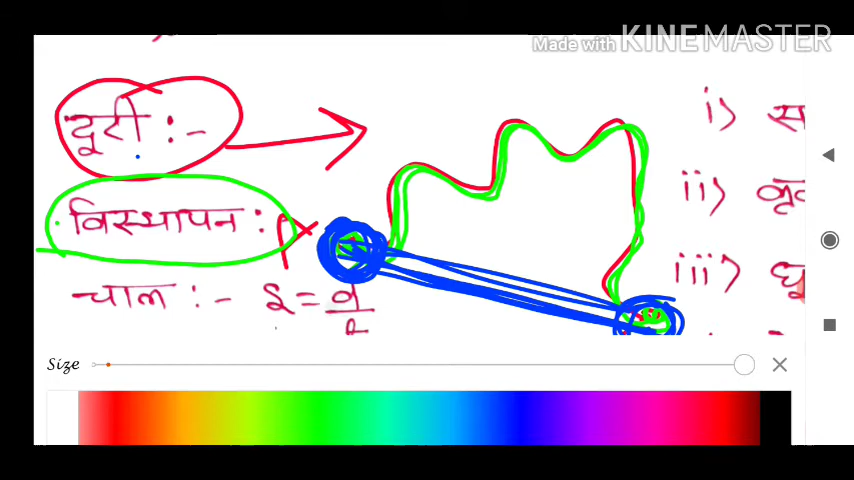 Made with KINEMASTER
दूरी :-
i>
विस्थापन :
ii>
चाल :- S = d/t
iii>
Size